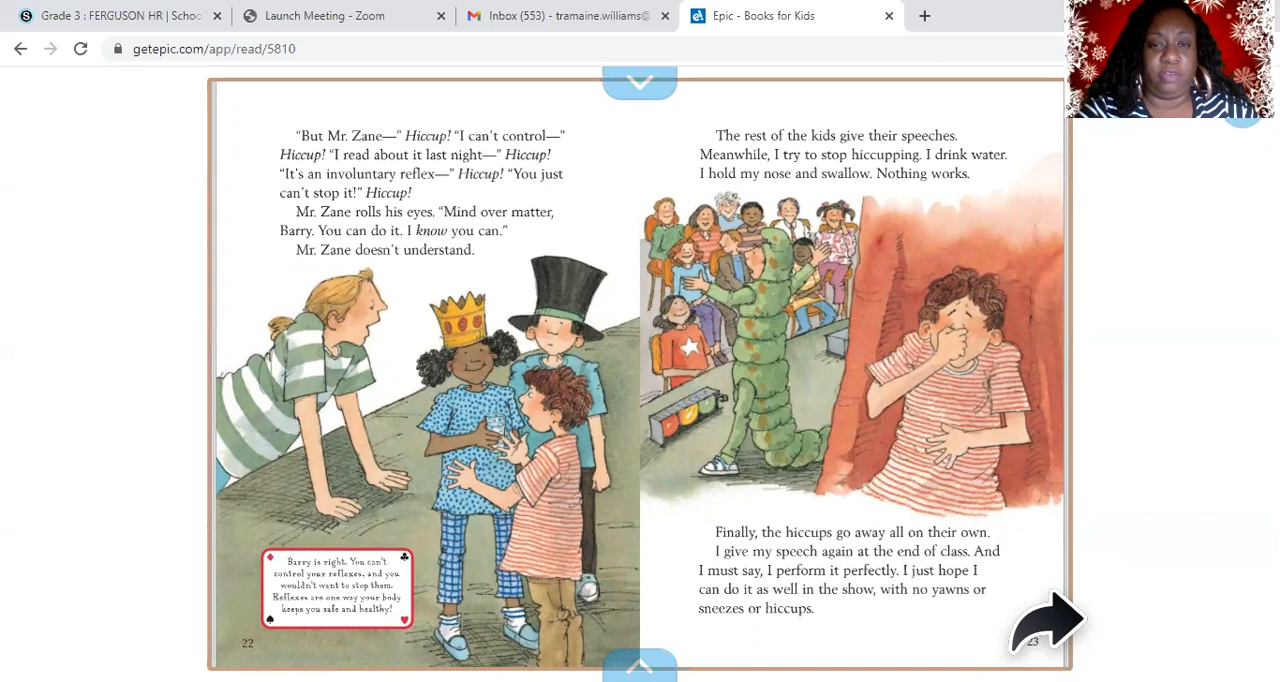 Grade 3 : FERGUSON HR | Schoo
Launch Meeting - Zoom
Inbox (553) - tramaine.williams@
Epic - Books for Kids
getepic.com/app/read/5810
“But Mr. Zane—” Hiccup! “I can’t control—”
Hiccup! “I read about it last night—” Hiccup!
“It’s an involuntary reflex—” Hiccup! “You just
can’t stop it!” Hiccup!
Mr. Zane rolls his eyes. “Mind over matter,
Barry. You can do it. I know you can.”
Mr. Zane doesn’t understand.
Barry is right. You can’t
control your reflexes, and you
wouldn’t want to stop them.
Reflexes are one way your body
keeps you safe and healthy!
22
The rest of the kids give their speeches.
Meanwhile, I try to stop hiccupping. I drink water.
I hold my nose and swallow. Nothing works.
Finally, the hiccups go away all on their own.
I give my speech again at the end of class. And
I must say, I perform it perfectly. I just hope I
can do it as well in the show, with no yawns or
sneezes or hiccups.
23